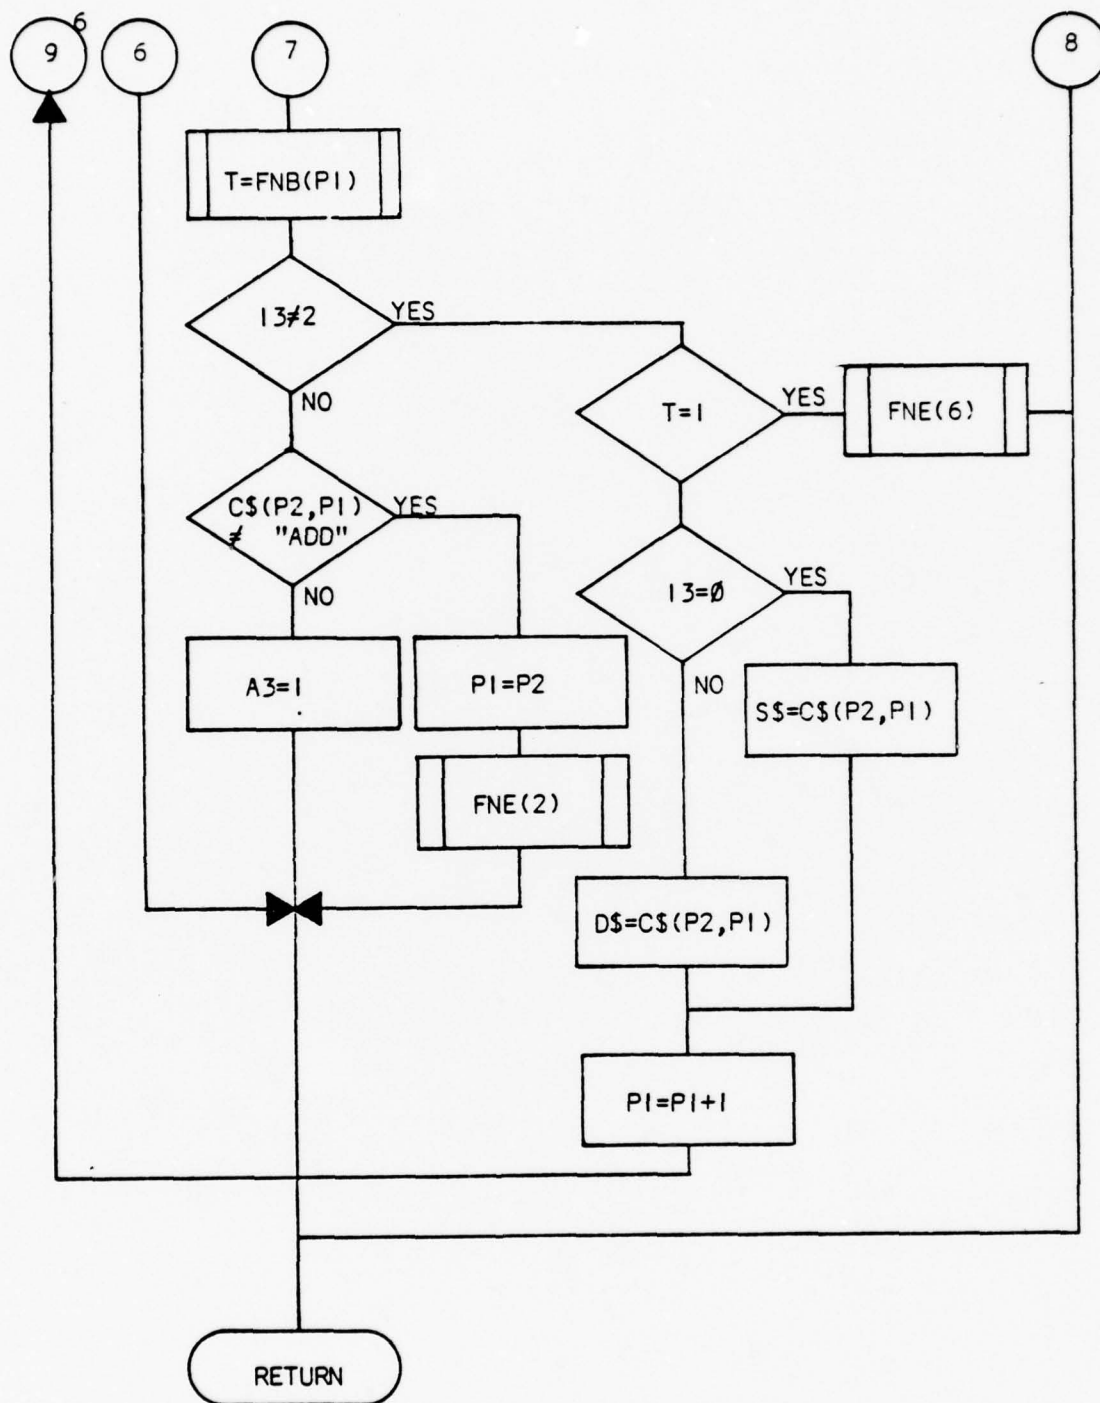 6
9
6
7
8
T=FNB(P1)
I3≠2
YES
NO
T=1
YES
FNE(6)
C$(P2,P1)
≠ "ADD"
YES
NO
I3=Ø
YES
NO
A3=1
P1=P2
S$=C$(P2,P1)
FNE(2)
D$=C$(P2,P1)
P1=P1+1
RETURN